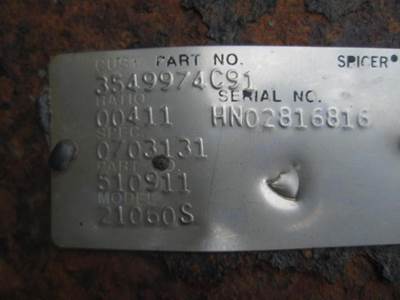 CUST PART NO. SPICER®
3549974C91
RATIO SERIAL NO.
00411 HN02816816
SPEC
0703131
PART NO
510911
MODEL
21060S